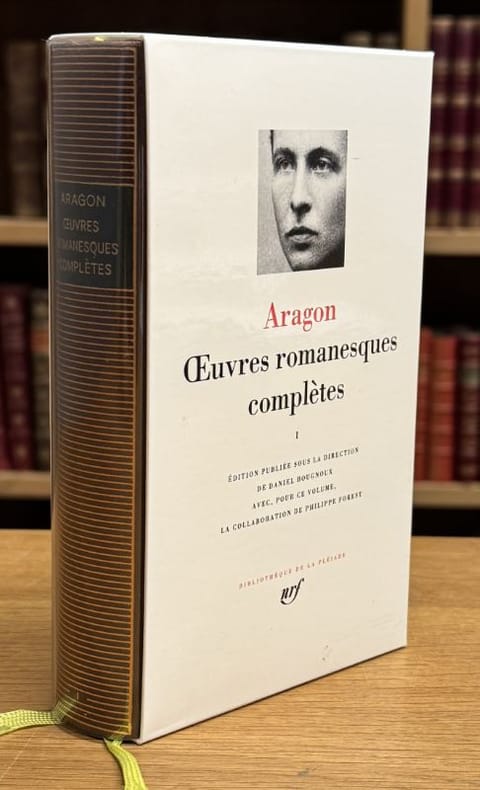 ARAGON
ŒUVRES
ROMANESQUES
COMPLÈTES
Aragon
Œuvres romanesques
complètes
I
ÉDITION PUBLIÉE SOUS LA DIRECTION
DE DANIEL BOUGNOUX
AVEC, POUR CE VOLUME,
LA COLLABORATION DE PHILIPPE FOREST
BIBLIOTHÈQUE DE LA PLÉIADE
nrf